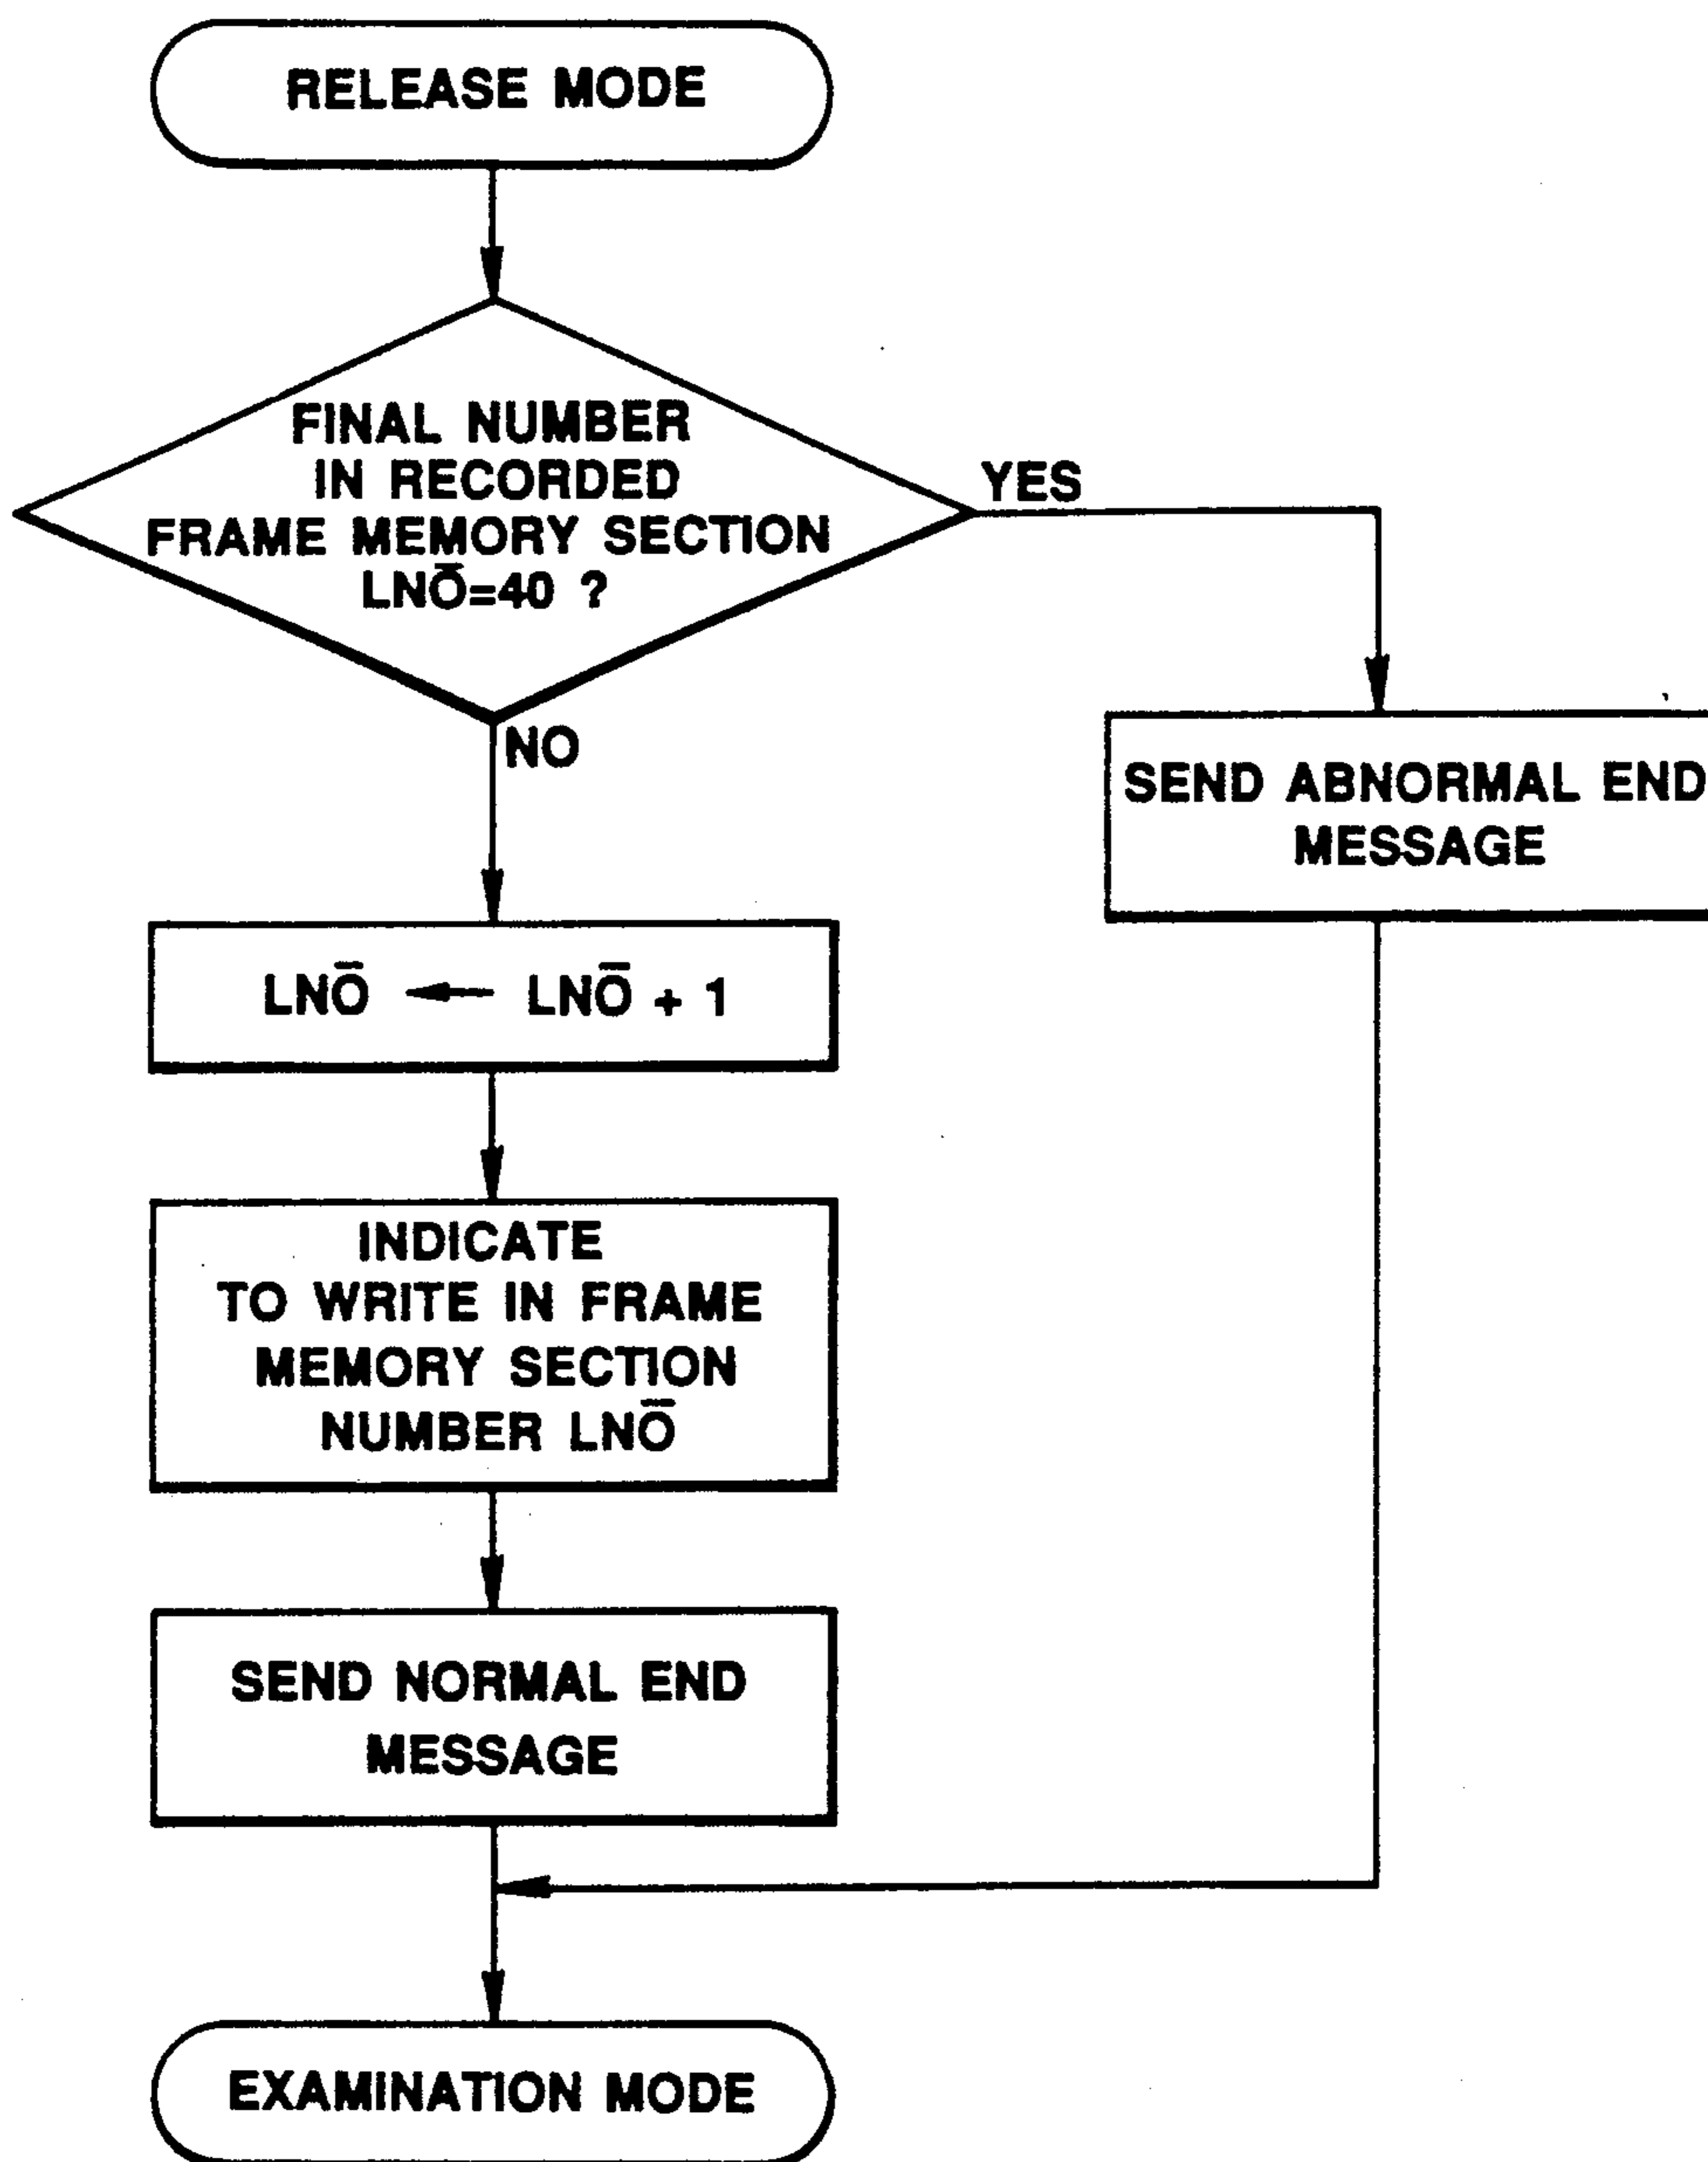 RELEASE MODE
FINAL NUMBER
IN RECORDED
FRAME MEMORY SECTION
LNŌ=40 ?
YES
NO
SEND ABNORMAL END
MESSAGE
LNŌ ← LNŌ + 1
INDICATE
TO WRITE IN FRAME
MEMORY SECTION
NUMBER LNŌ
SEND NORMAL END
MESSAGE
EXAMINATION MODE